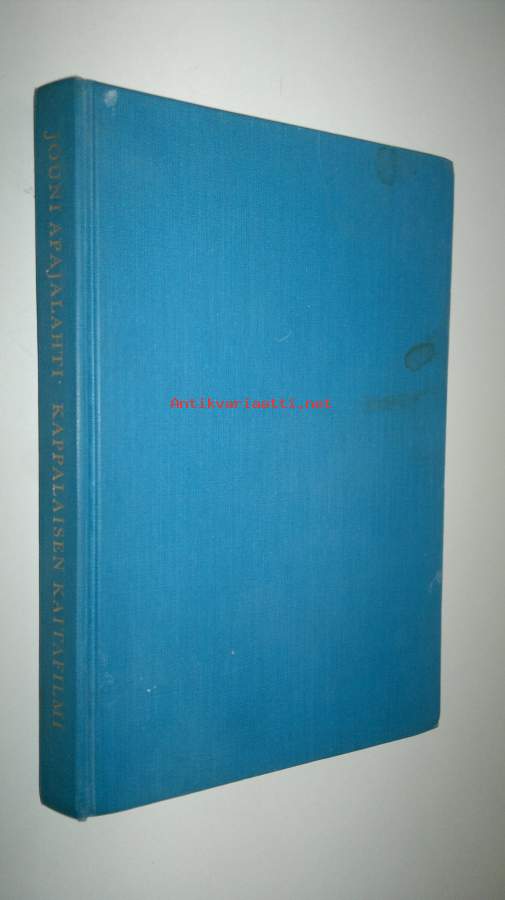 JOUNI APAJALAHTI · KAPPALAISEN KAITAFILMI
Antikvariaatti.net